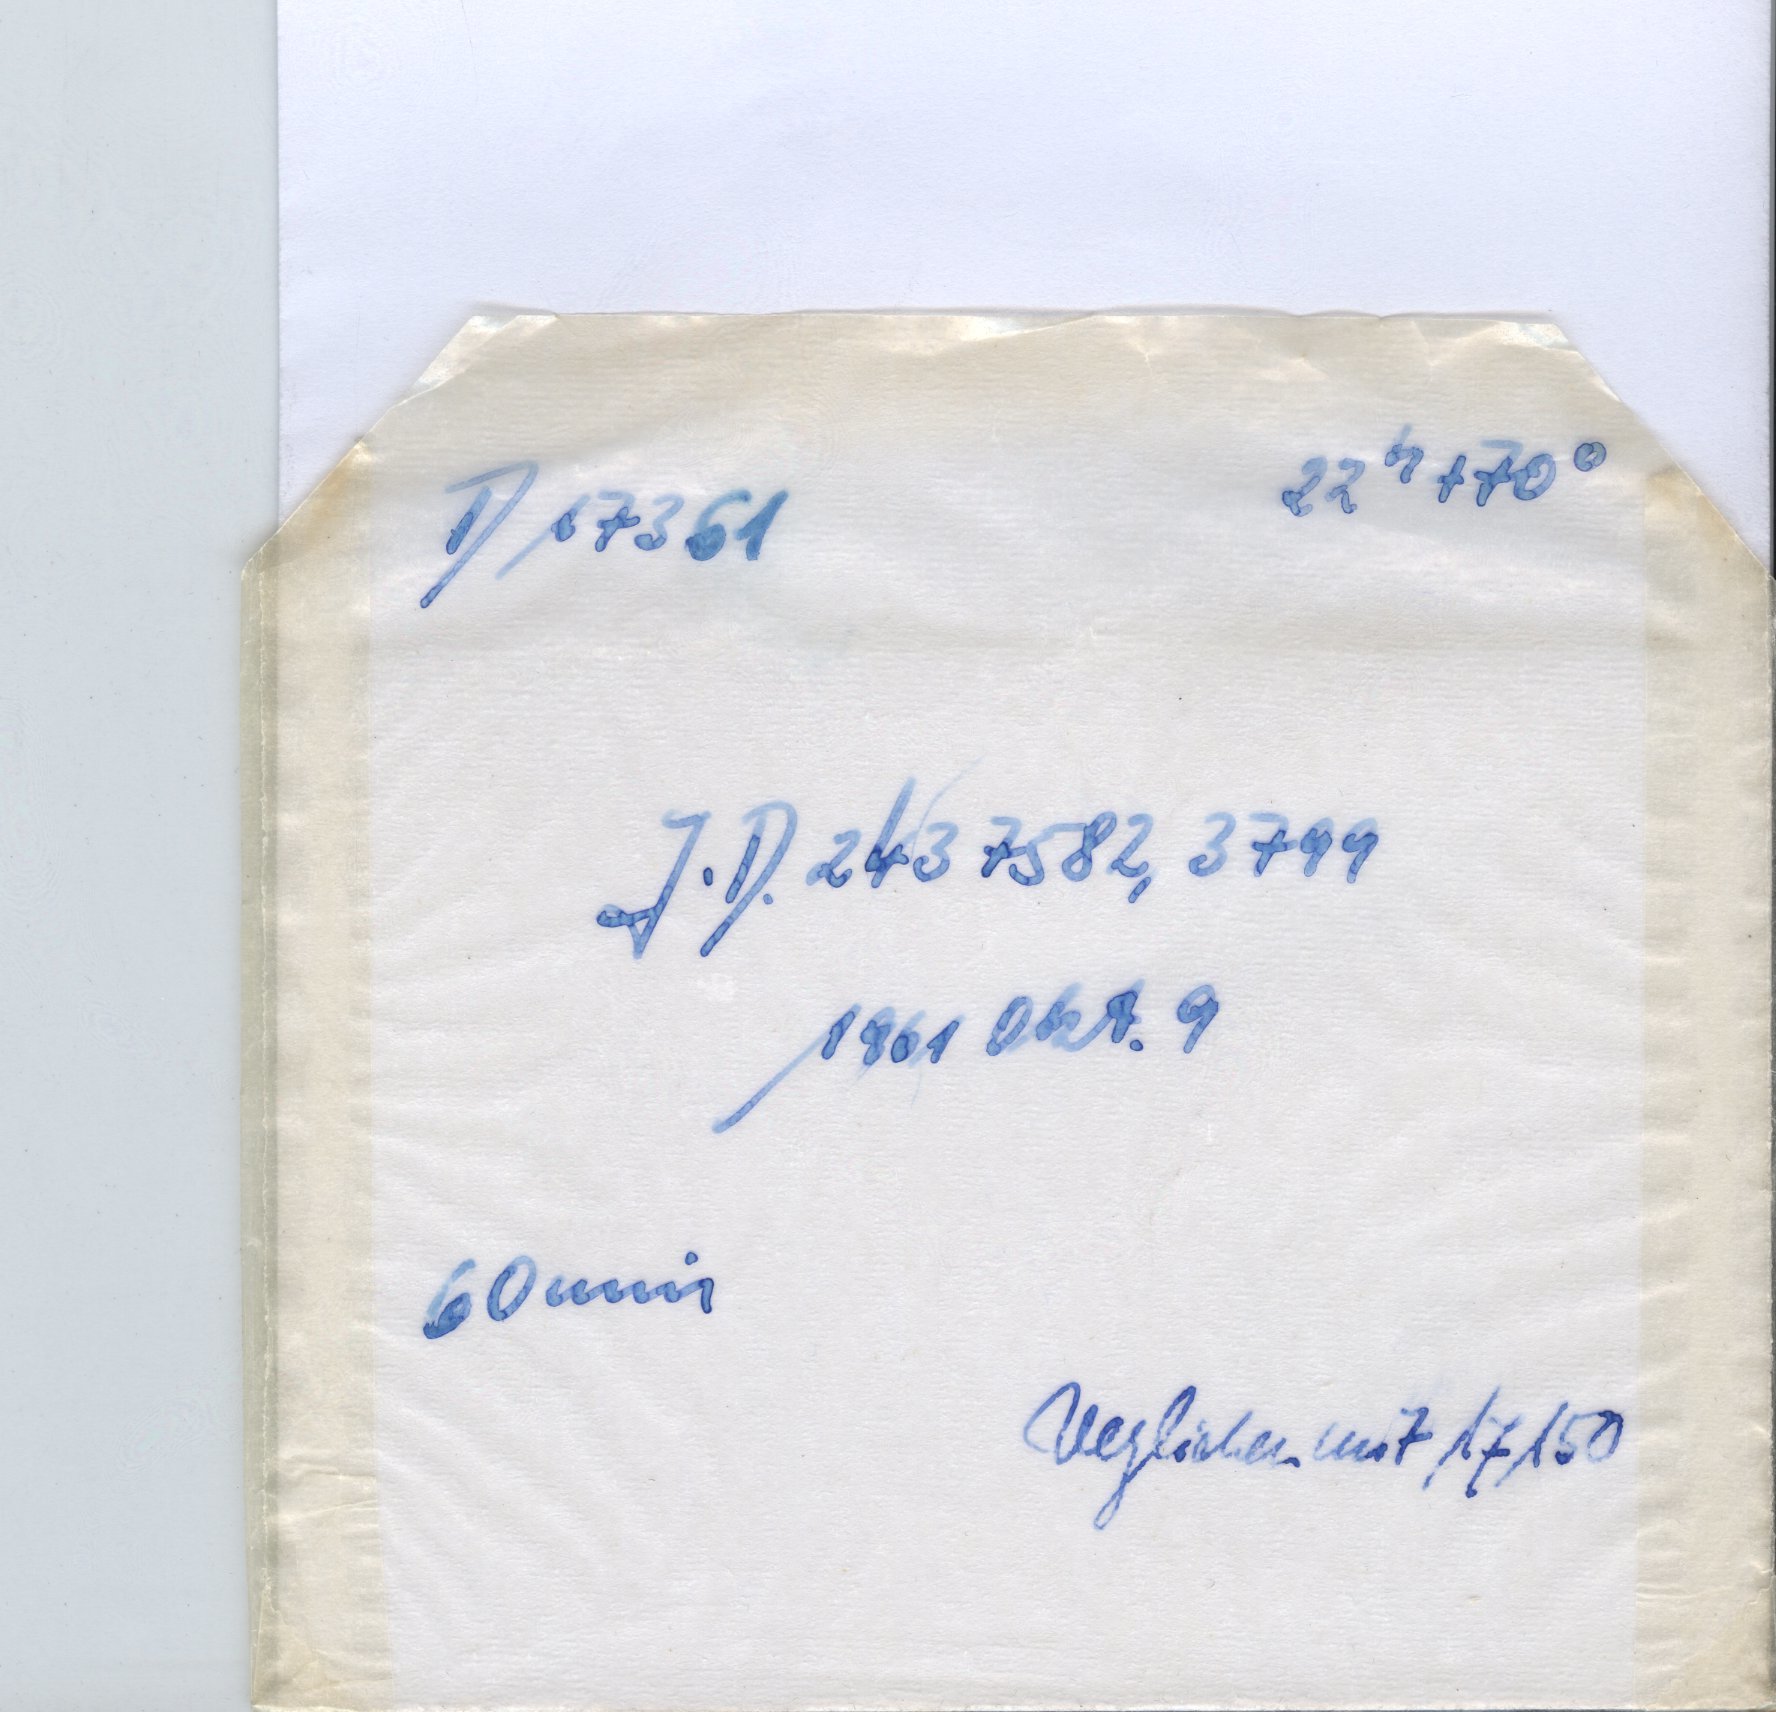 D 17361
22ʰ +70°
J.D. 2437582,3799
1961 Okt. 9
60 min
Verglichen mit 17150